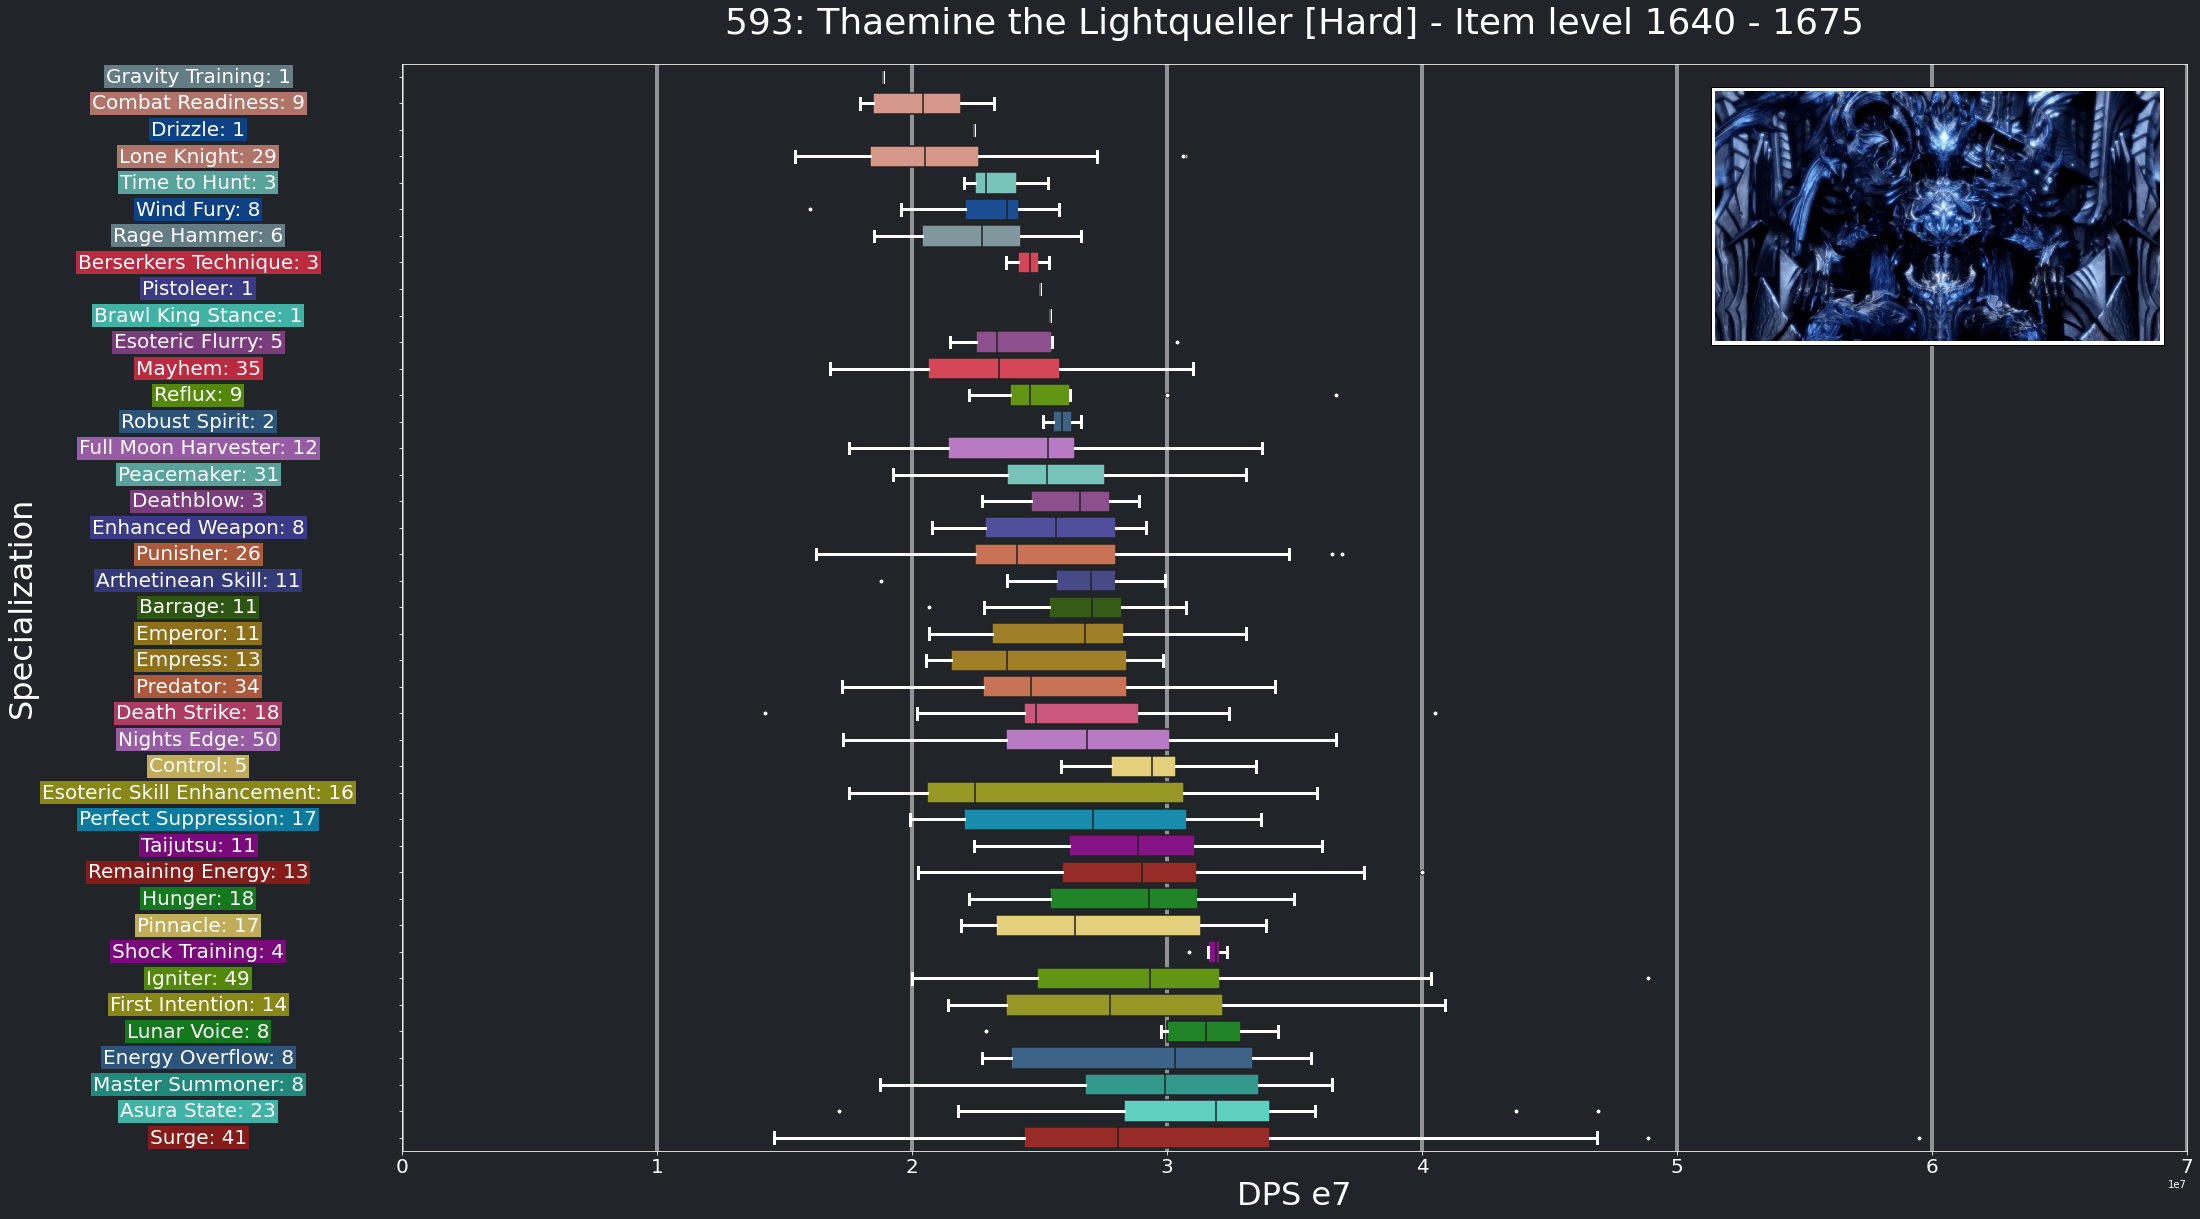 593: Thaemine the Lightqueller [Hard] - Item level 1640 - 1675
Specialization
Gravity Training: 1
Combat Readiness: 9
Drizzle: 1
Lone Knight: 29
Time to Hunt: 3
Wind Fury: 8
Rage Hammer: 6
Berserkers Technique: 3
Pistoleer: 1
Brawl King Stance: 1
Esoteric Flurry: 5
Mayhem: 35
Reflux: 9
Robust Spirit: 2
Full Moon Harvester: 12
Peacemaker: 31
Deathblow: 3
Enhanced Weapon: 8
Punisher: 26
Arthetinean Skill: 11
Barrage: 11
Emperor: 11
Empress: 13
Predator: 34
Death Strike: 18
Nights Edge: 50
Control: 5
Esoteric Skill Enhancement: 16
Perfect Suppression: 17
Taijutsu: 11
Remaining Energy: 13
Hunger: 18
Pinnacle: 17
Shock Training: 4
Igniter: 49
First Intention: 14
Lunar Voice: 8
Energy Overflow: 8
Master Summoner: 8
Asura State: 23
Surge: 41
0 1 2 3 4 5 6 7
1e7
DPS e7